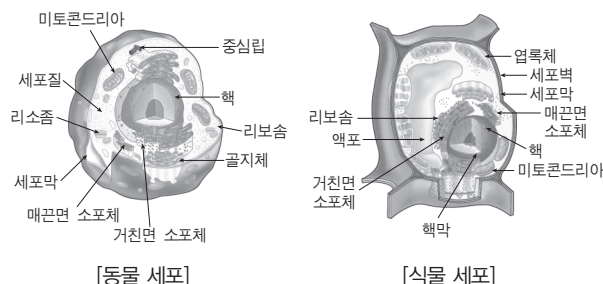 미토콘드리아
중심립
세포질
핵
리소좀
리보솜
골지체
세포막
매끈면 소포체
거친면 소포체
[동물 세포]
엽록체
세포벽
세포막
매끈면
소포체
리보솜
액포
핵
미토콘드리아
거친면
소포체
핵막
[식물 세포]